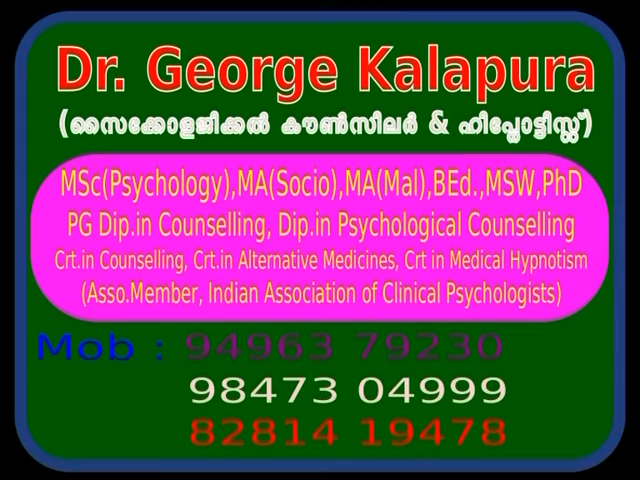 Dr. George Kalapura
(സൈക്കോളജിക്കൽ കൗൺസിലർ & ഹിപ്നോട്ടിസ്റ്റ്)
MSc(Psychology),MA(Socio),MA(Mal),BEd.,MSW,PhD
PG Dip.in Counselling, Dip.in Psychological Counselling
Crt.in Counselling, Crt.in Alternative Medicines, Crt in Medical Hypnotism
(Asso.Member, Indian Association of Clinical Psychologists)
Mob : 94963 79230
98473 04999
82814 19478